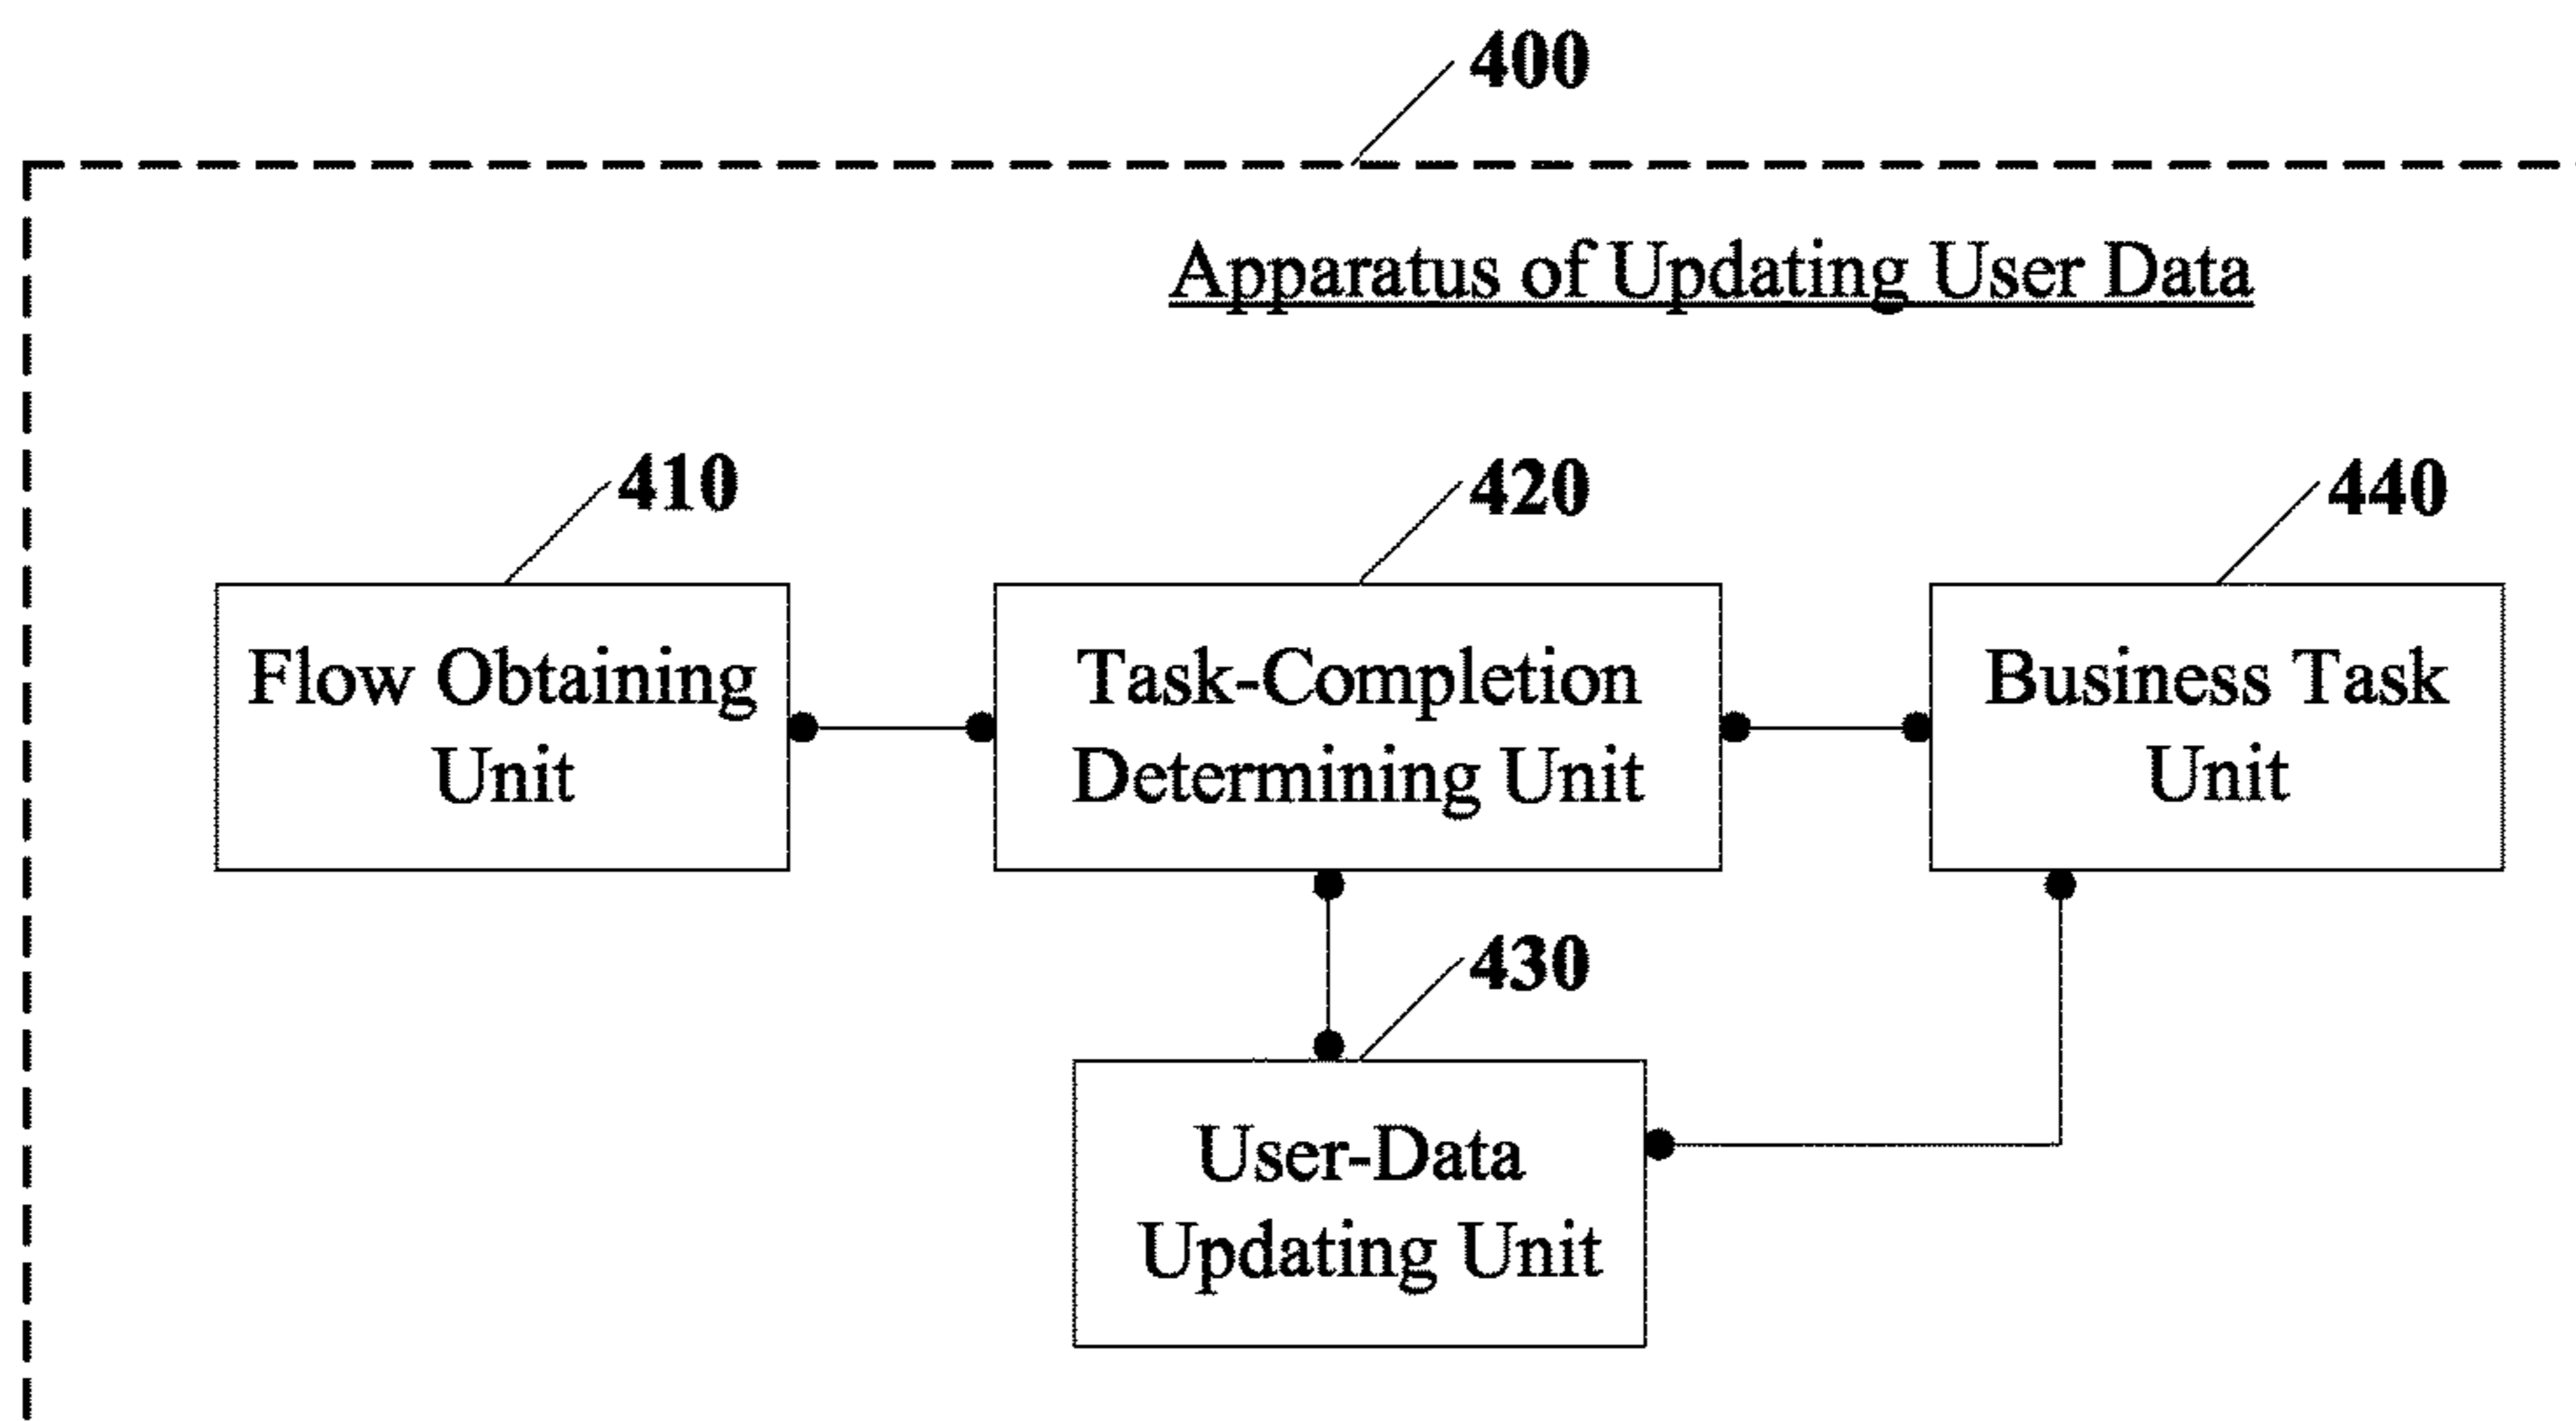 400
Apparatus of Updating User Data
410
420
440
Flow Obtaining
Unit
Task-Completion
Determining Unit
Business Task
Unit
430
User-Data
Updating Unit